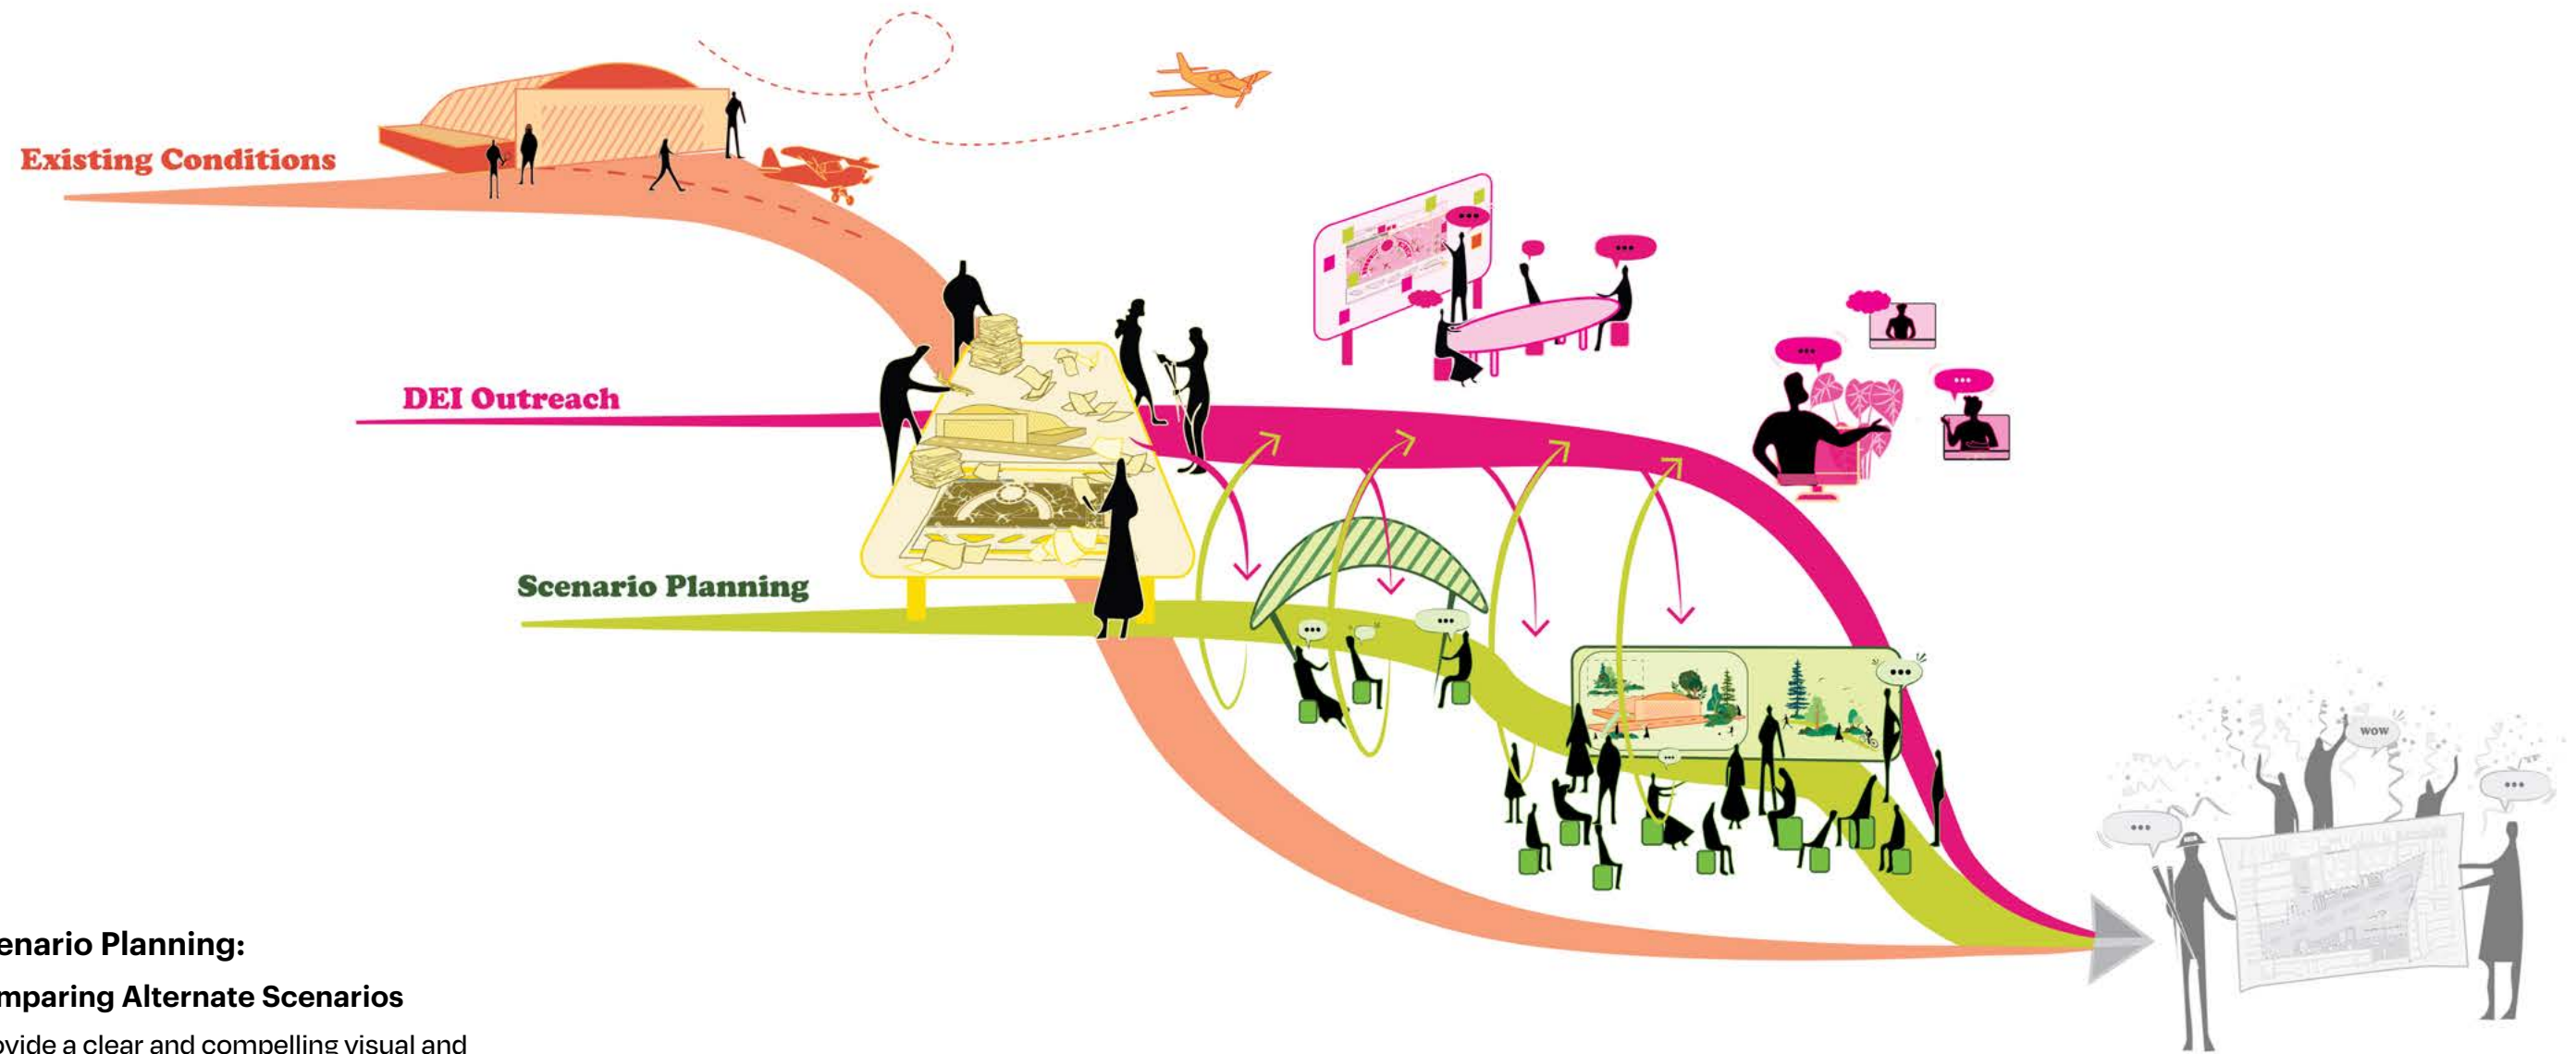 Existing Conditions
DEI Outreach
Scenario Planning
WOW
enario Planning:
mparing Alternate Scenarios
ovide a clear and compelling visual and